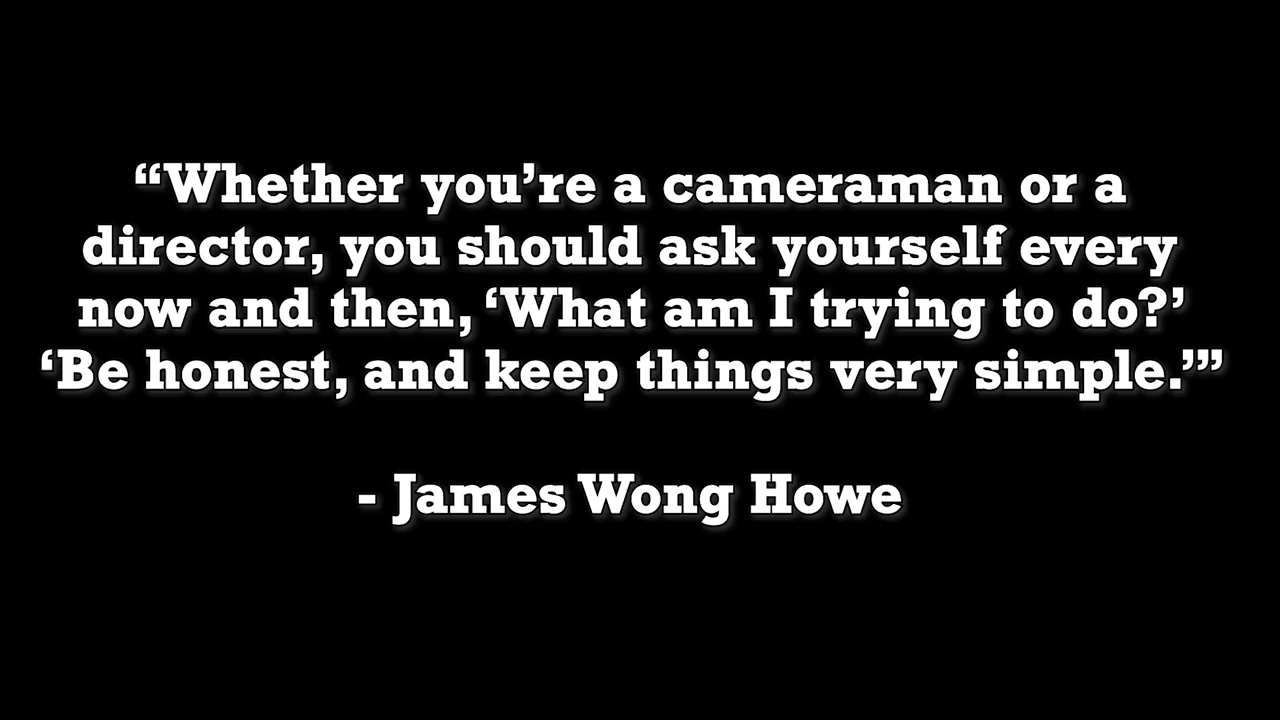 “Whether you’re a cameraman or a
director, you should ask yourself every
now and then, ‘What am I trying to do?’
‘Be honest, and keep things very simple.’”
- James Wong Howe